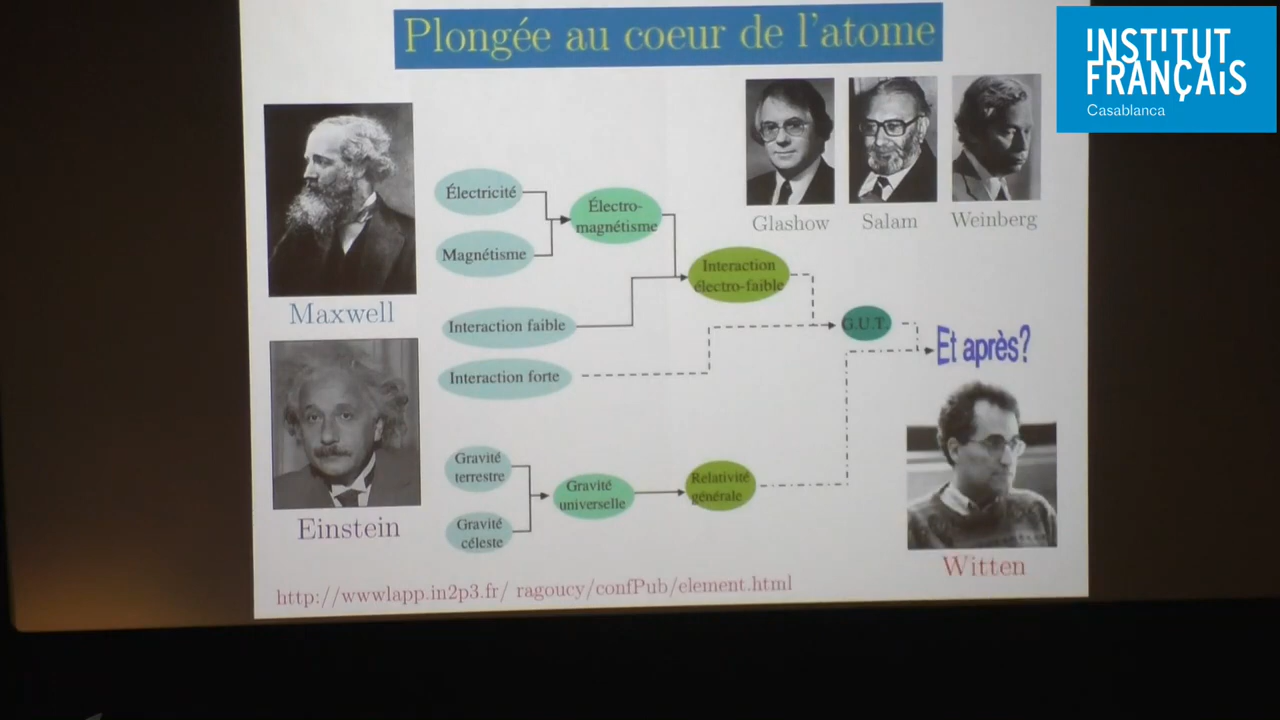 Plongée au coeur de l'atome
INSTITUT
FRANÇAIS
Casablanca
Glashow
Salam
Weinberg
Maxwell
Électricité
Magnétisme
Électro-
magnétisme
Interaction
électro-faible
Interaction faible
Interaction forte
G.U.T.
Et après?
Einstein
Gravité
terrestre
Gravité
céleste
Gravité
universelle
Relativité
générale
Witten
http://wwwlapp.in2p3.fr/ ragoucy/confPub/element.html